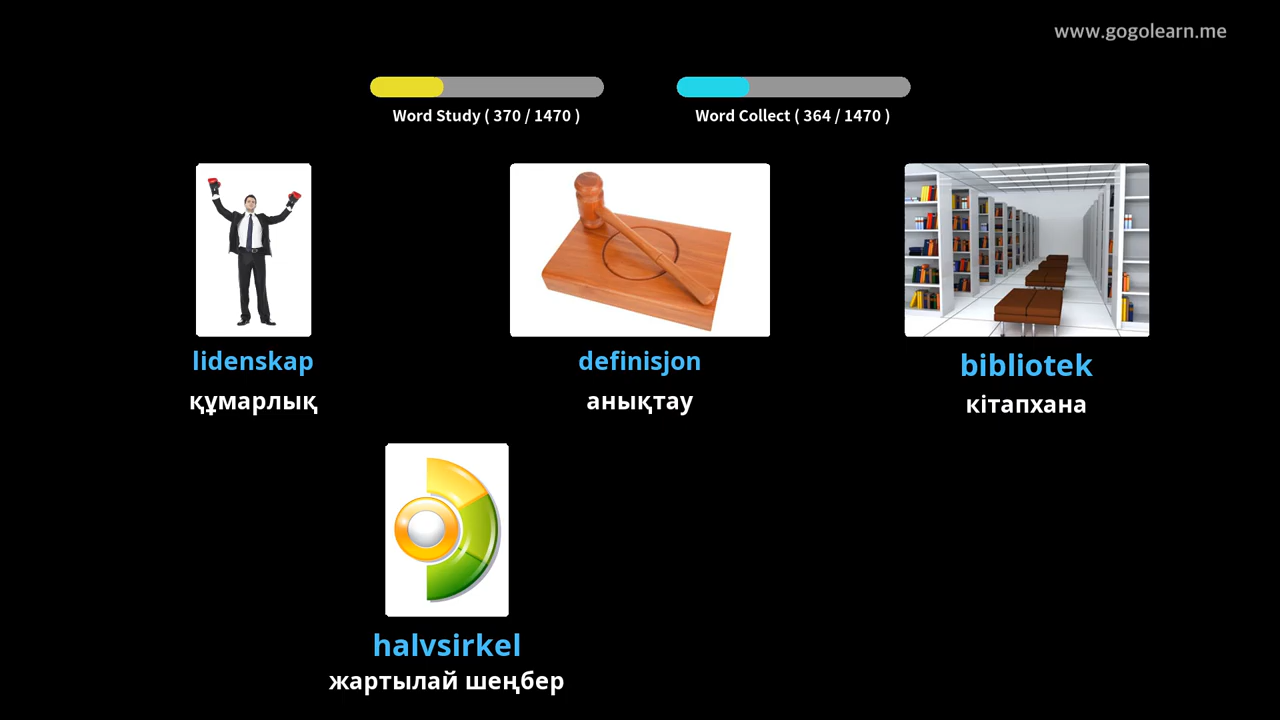 www.gogolearn.me
Word Study ( 370 / 1470 )
Word Collect ( 364 / 1470 )
lidenskap
құмарлық
definisjon
анықтау
bibliotek
кітапхана
halvsirkel
жартылай шеңбер